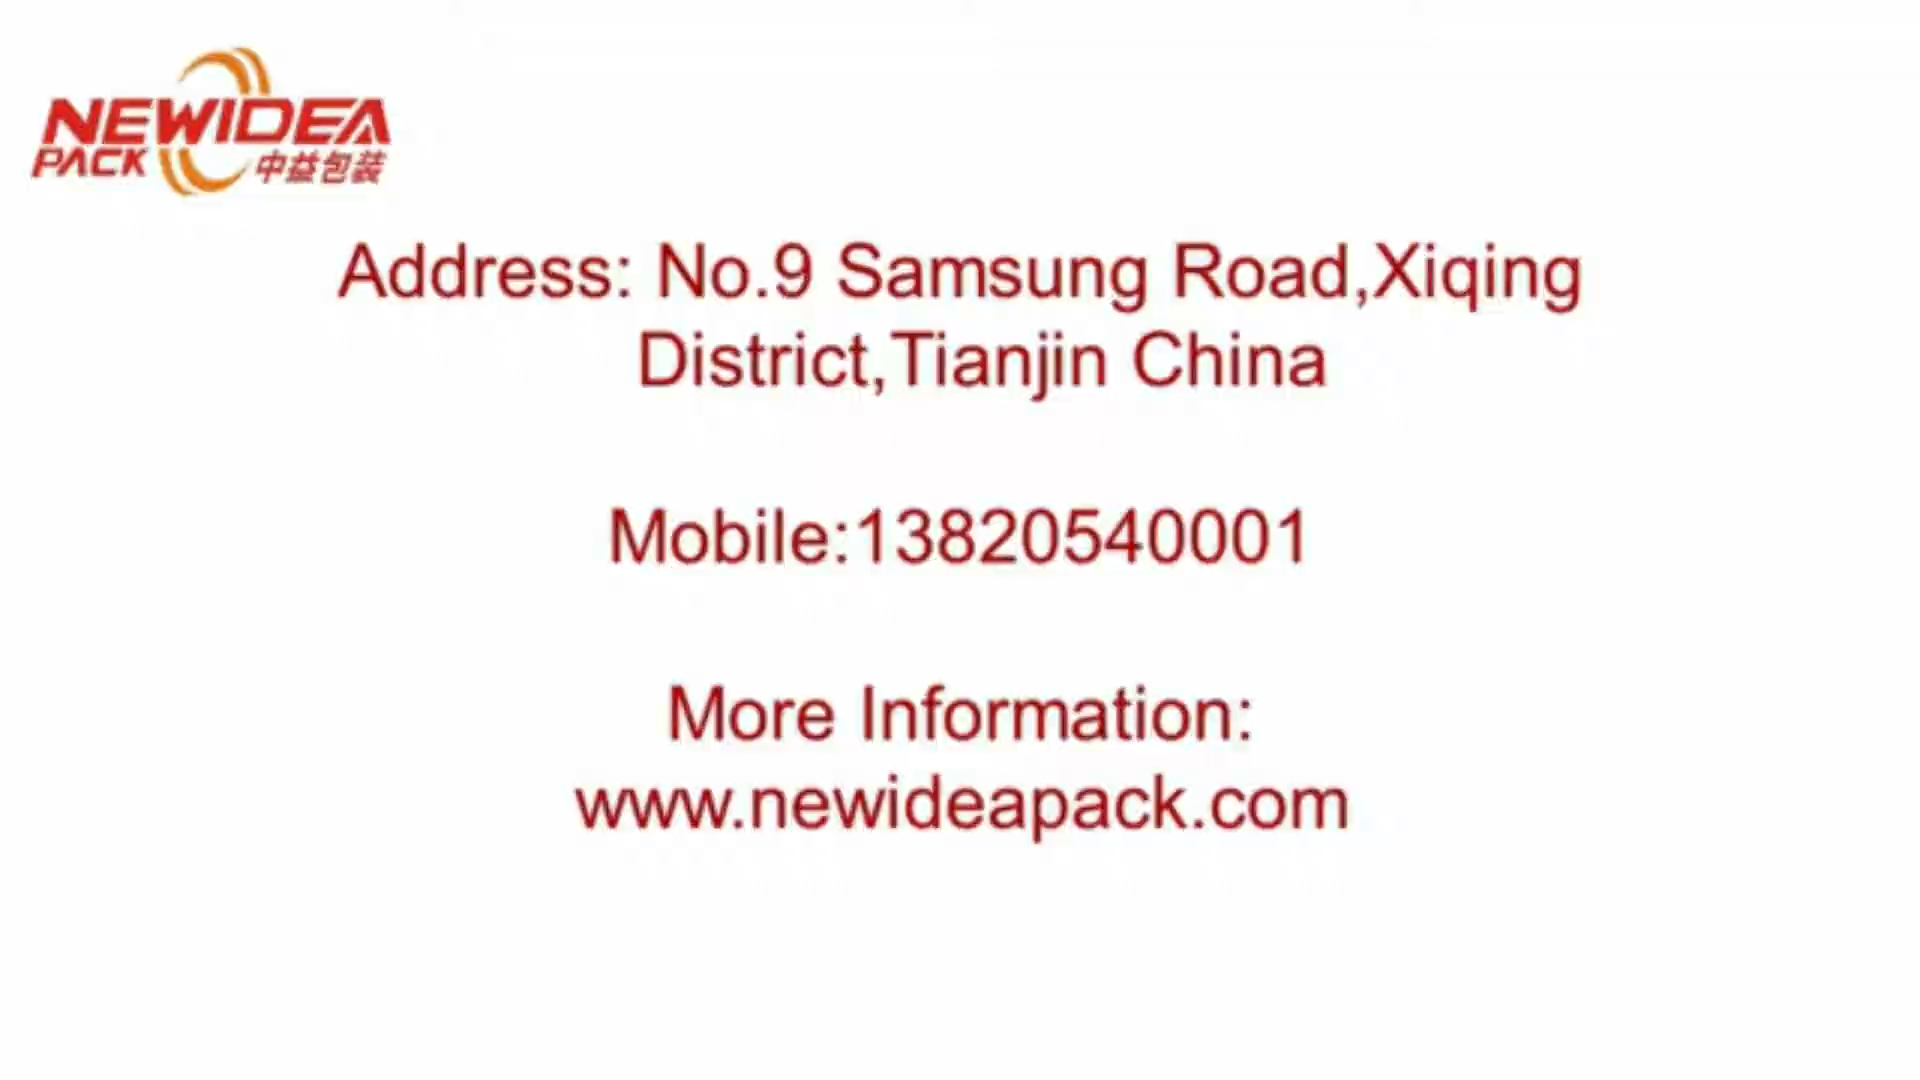 NEWIDEA
PACK 中益包装
Address: No.9 Samsung Road,Xiqing
District,Tianjin China
Mobile:13820540001
More Information:
www.newideapack.com